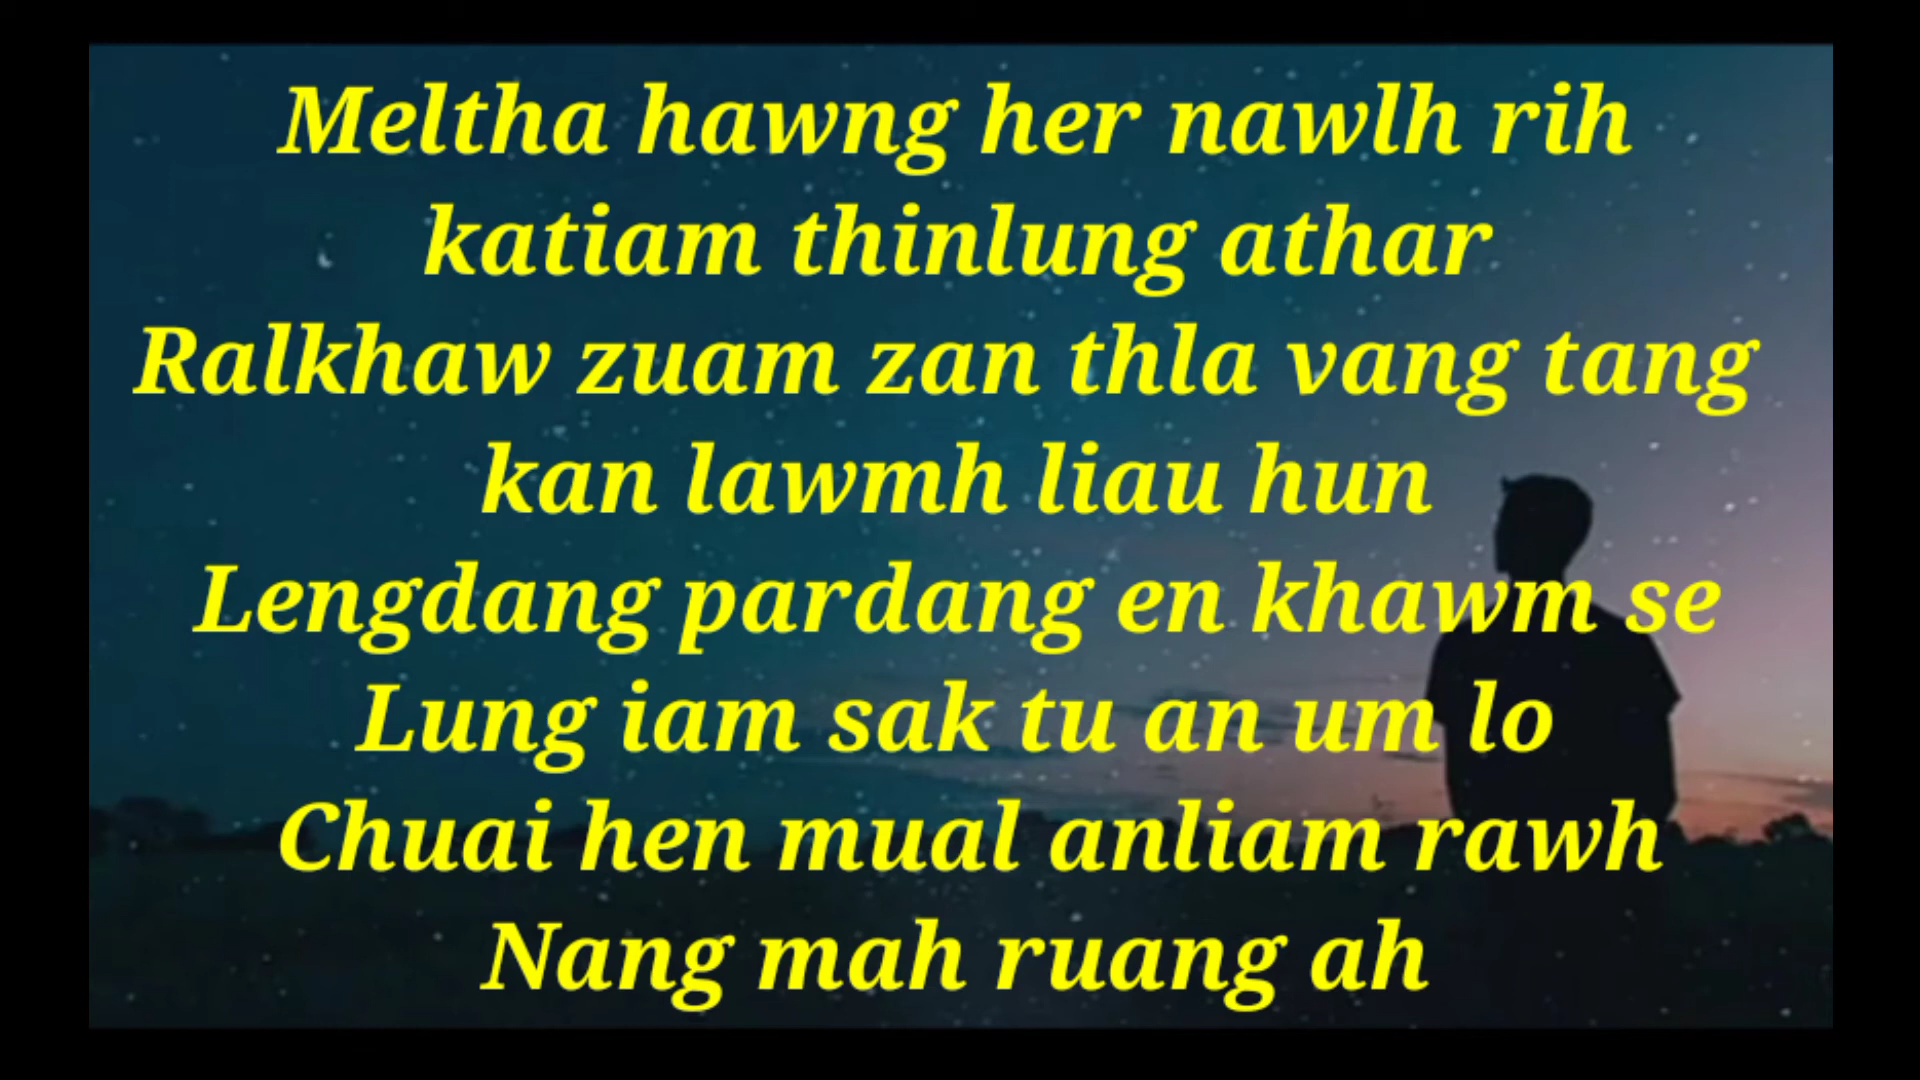 Meltha hawng her nawlh rih
katiam thinlung athar
Ralkhaw zuam zan thla vang tang
kan lawmh liau hun
Lengdang pardang en khawm se
Lung iam sak tu an um lo
Chuai hen mual anliam rawh
Nang mah ruang ah